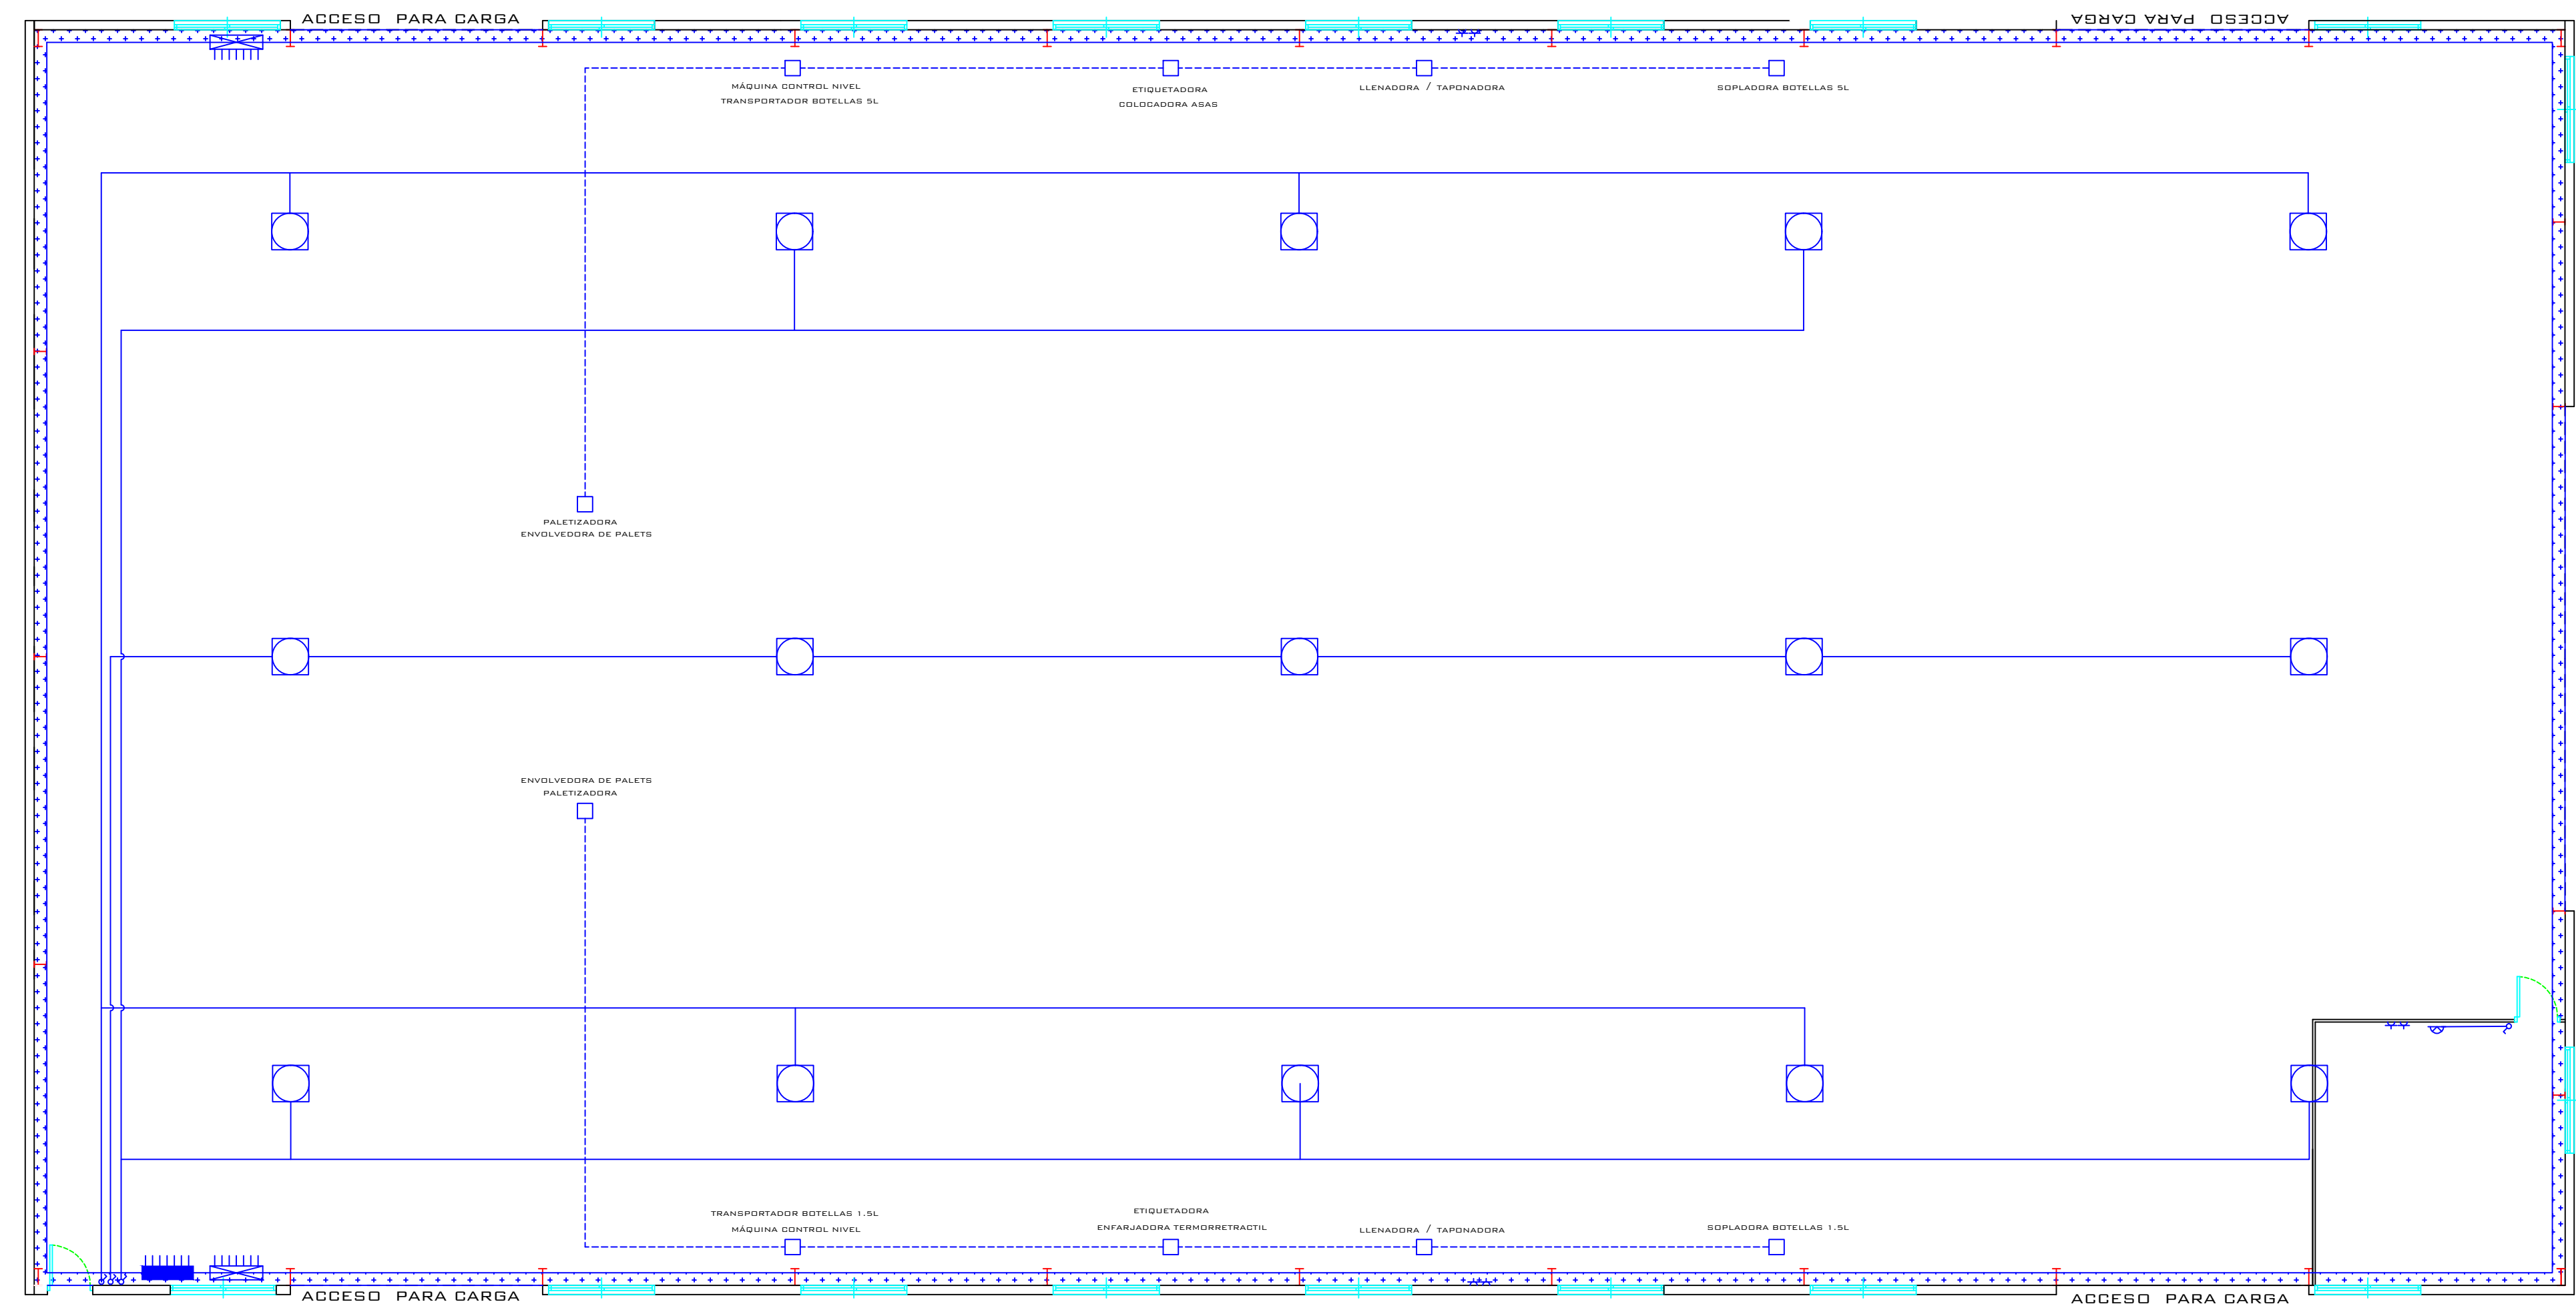 ACCESO PARA CARGA
ACCESO PARA CARGA
MÁQUINA CONTROL NIVEL
TRANSPORTADOR BOTELLAS 5L
ETIQUETADORA
COLOCADORA ASAS
LLENADORA / TAPONADORA
SOPLADORA BOTELLAS 5L
PALETIZADORA
ENVOLVEDORA DE PALETS
ENVOLVEDORA DE PALETS
PALETIZADORA
TRANSPORTADOR BOTELLAS 1.5L
MÁQUINA CONTROL NIVEL
ETIQUETADORA
ENFARJADORA TERMORRETRACTIL
LLENADORA / TAPONADORA
SOPLADORA BOTELLAS 1.5L
ACCESO PARA CARGA
ACCESO PARA CARGA